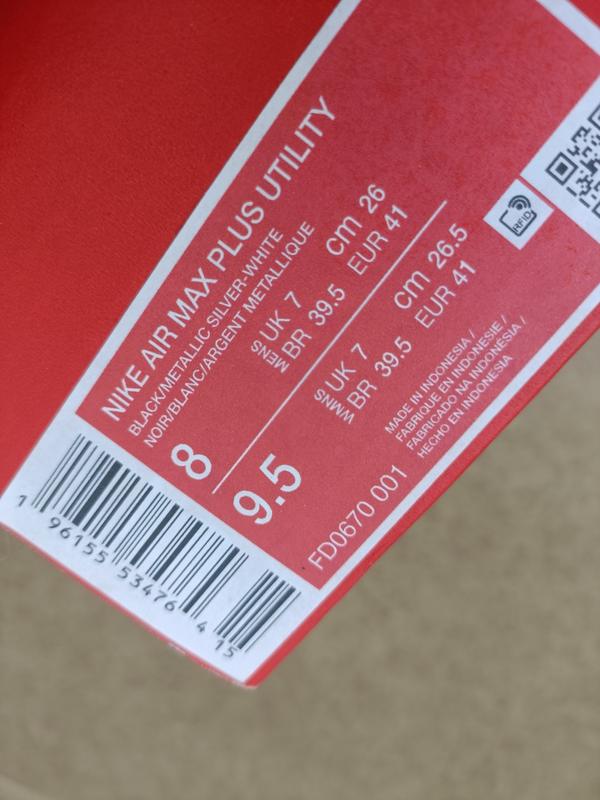 NIKE AIR MAX PLUS UTILITY
BLACK/METALLIC SILVER-WHITE
NOIR/BLANC/ARGENT METALLIQUE
8
MENS
UK 7 cm 26
BR 39.5 EUR 41
9.5
WMNS
UK 7 cm 26.5
BR 39.5 EUR 41
FD0670 001
MADE IN INDONESIA /
FABRIQUE EN INDONESIE /
FABRICADO NA INDONÉSIA /
HECHO EN INDONESIA
RFID
1 96155 53476 4
15